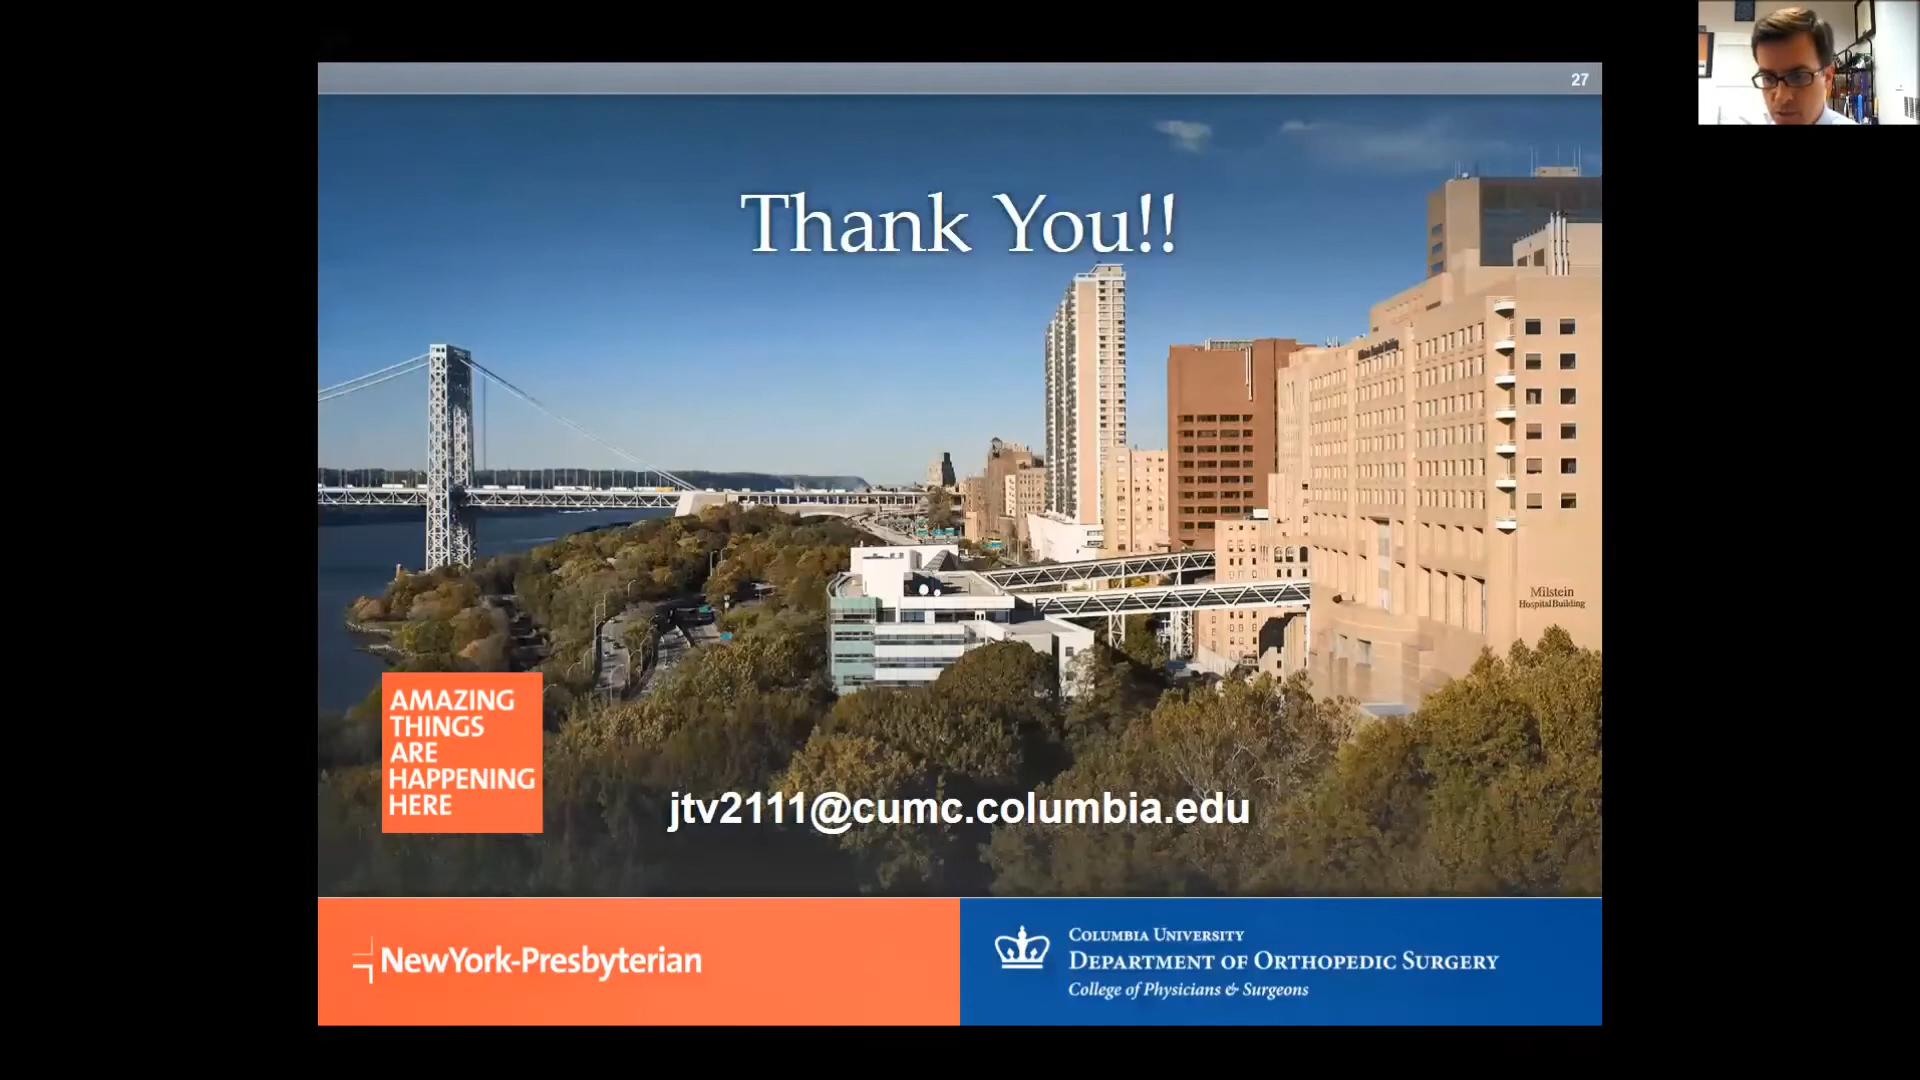 27
Thank You!!
Milstein
Hospital Building
AMAZING
THINGS
ARE
HAPPENING
HERE
jtv2111@cumc.columbia.edu
NewYork-Presbyterian
COLUMBIA UNIVERSITY
DEPARTMENT OF ORTHOPEDIC SURGERY
College of Physicians & Surgeons